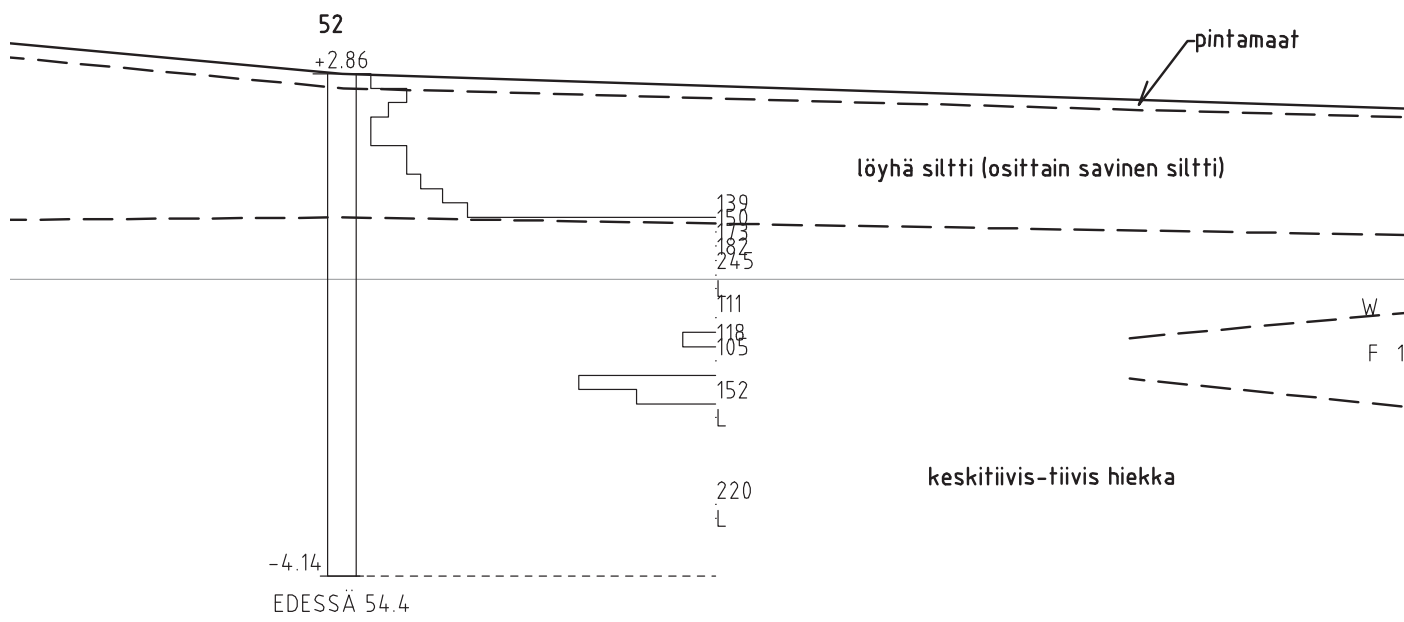 52
+2.86
pintamaat
löyhä siltti (osittain savinen siltti)
139
150
173
182
245
L
111
W
118
105
F 1
152
L
keskitiivis-tiivis hiekka
220
L
-4.14
EDESSÄ 54.4